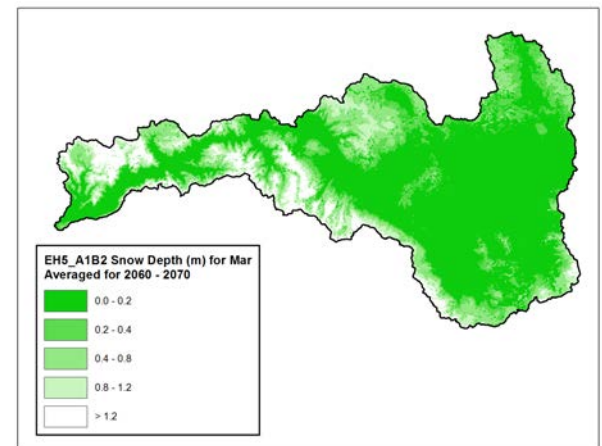 EH5_A1B2 Snow Depth (m) for Mar
Averaged for 2060 - 2070
0.0 - 0.2
0.2 - 0.4
0.4 - 0.8
0.8 - 1.2
> 1.2